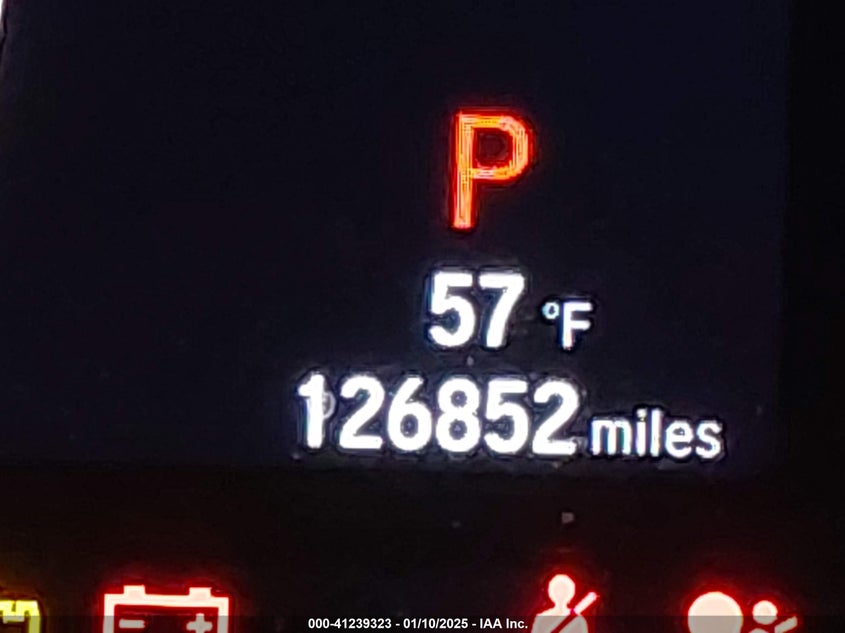 P
57 °F
126852 miles
000-41239323 - 01/10/2025 - IAA Inc.